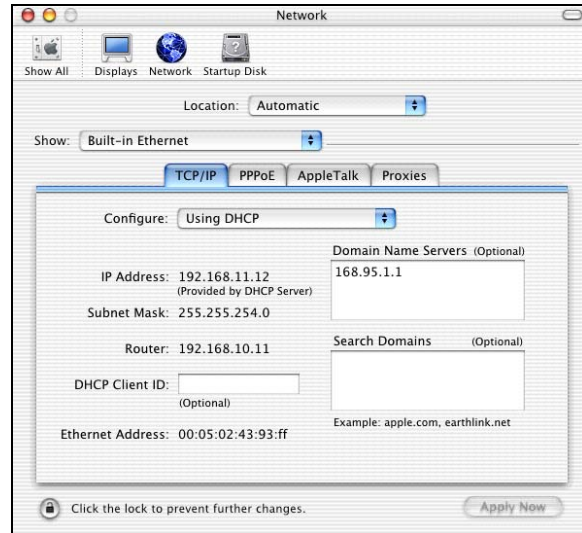 Network
Show All Displays Network Startup Disk
Location: Automatic
Show: Built-in Ethernet
TCP/IP PPPoE AppleTalk Proxies
Configure: Using DHCP
Domain Name Servers (Optional)
168.95.1.1
IP Address: 192.168.11.12
(Provided by DHCP Server)
Subnet Mask: 255.255.254.0
Router: 192.168.10.11
Search Domains (Optional)
DHCP Client ID:
(Optional)
Example: apple.com, earthlink.net
Ethernet Address: 00:05:02:43:93:ff
Click the lock to prevent further changes.
Apply Now